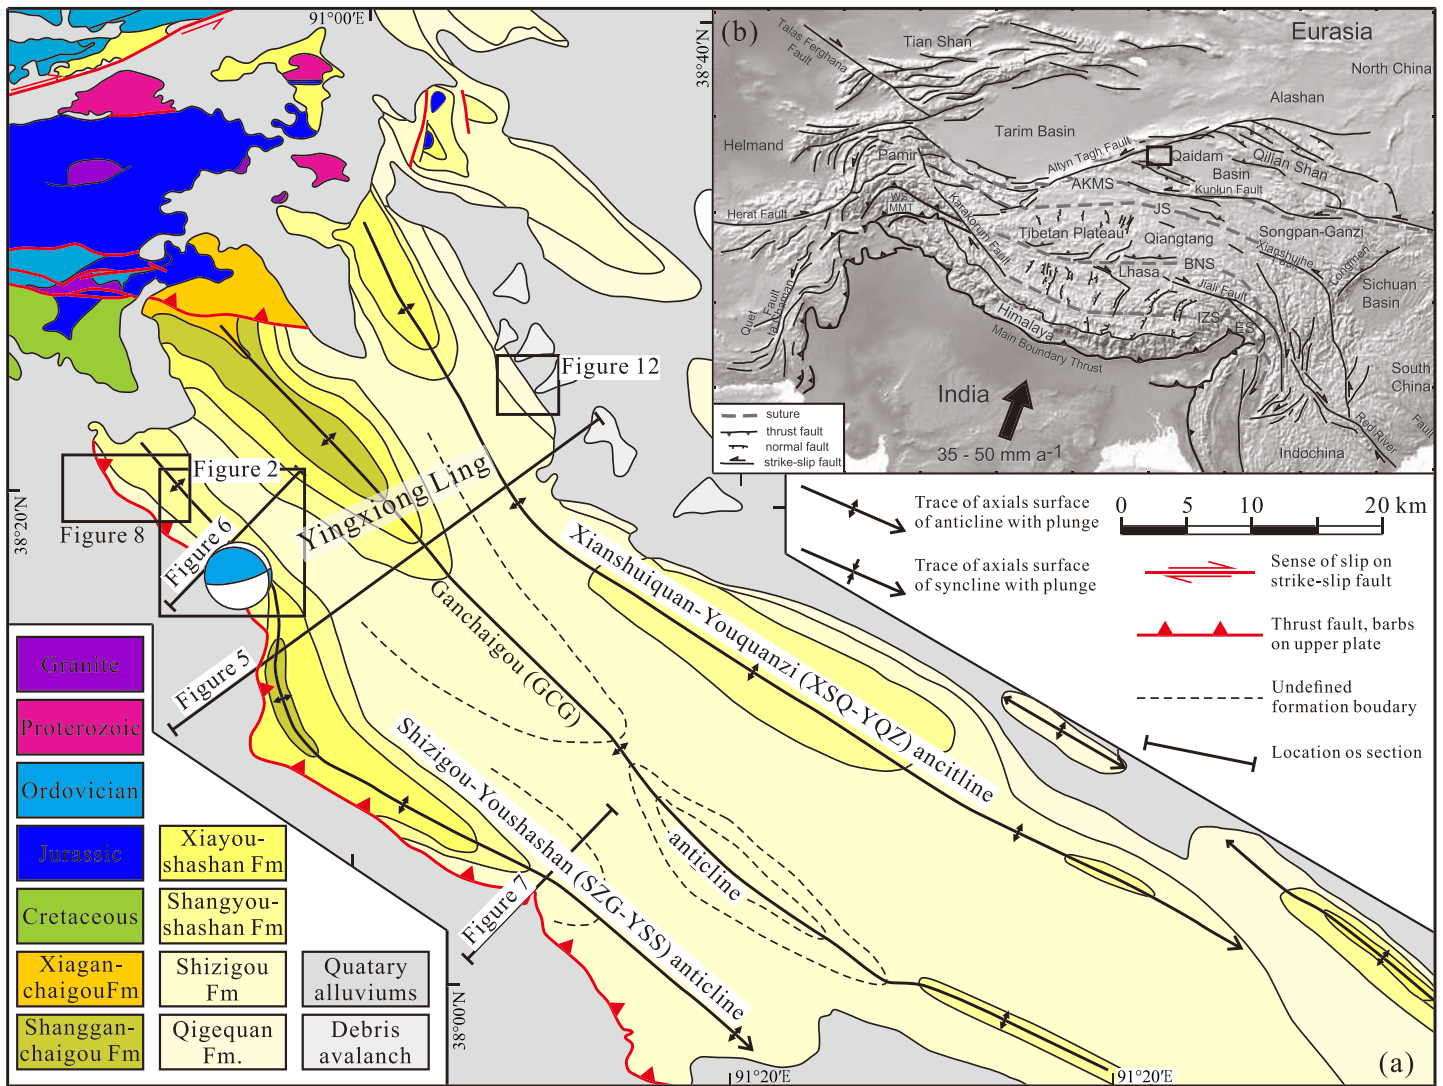 91°00′E
38°40′N
(b)
Eurasia
Talas Ferghana
Fault
Tian Shan
North China
Alashan
Tarim Basin
Helmand
Pamir
Altyn Tagh Fault
Qaidam
Basin
Qilian Shan
AKMS
Kunlun Fault
WS
MMT
Herat Fault
Karakorum Fault
JS
Tibetan Plateau
Qiangtang
Songpan-Ganzi
Xianshuihe
Fault
Longmen
BNS
Lhasa
Jiali Fault
Sichuan
Basin
Quet
Fault
Chaman
Himalaya
IZS
ES
Main Boundary Thrust
South
China
India
Red River
Fault
Indochina
35 - 50 mm a-1
suture
thrust fault
normal fault
strike-slip fault
Figure 12
Figure 2
38°20′N
Figure 8
Figure 6
Yingxiong Ling
Figure 5
Ganchaigou (GCG)
anticline
Xianshuiquan-Youquanzi (XSQ-YQZ) ancitline
Shizigou-Youshashan (SZG-YSS) anticline
Figure 7
Trace of axials surface
of anticline with plunge
0 5 10 20 km
Trace of axials surface
of syncline with plunge
Sense of slip on
strike-slip fault
Thrust fault, barbs
on upper plate
Undefined
formation boudary
Location os section
Granite
Proterozoic
Ordovician
Jurassic
Xiayou-
shashan Fm
Cretaceous
Shangyou-
shashan Fm
Xiagan-
chaigouFm
Shizigou
Fm
Quatary
alluviums
Shanggan-
chaigou Fm
Qigequan
Fm.
Debris
avalanch
38°00′N
91°20′E
91°20′E
(a)